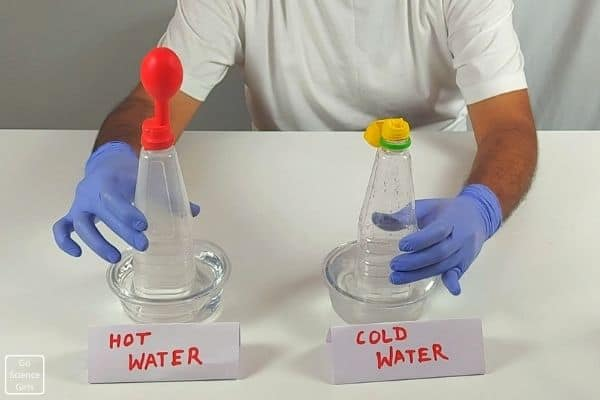 HOT
WATER
COLD
WATER
Go
Science
Girls